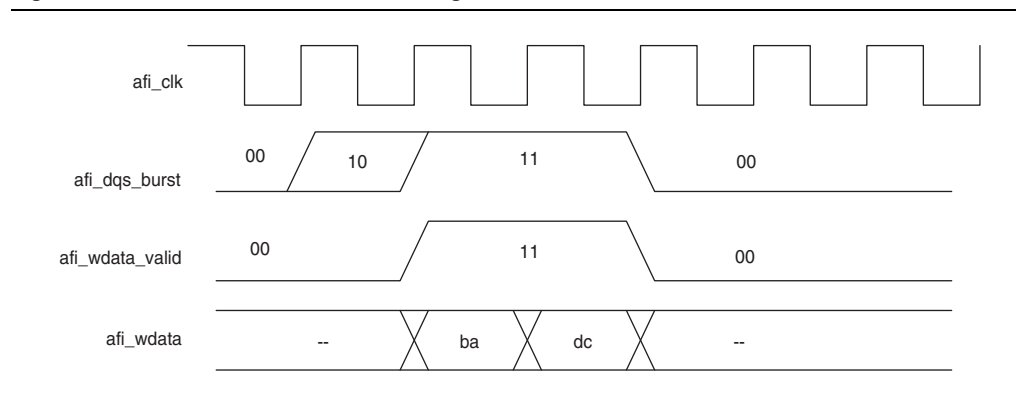 afi_clk
00 10 11 00
afi_dqs_burst
00 11 00
afi_wdata_valid
afi_wdata -- ba dc --